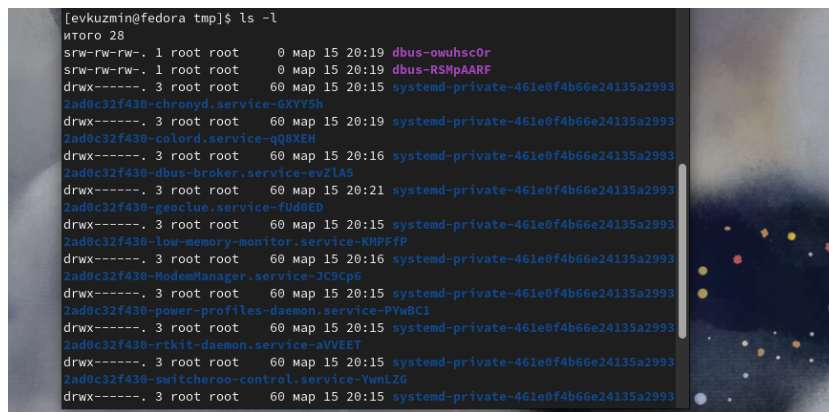 [evkuzmin@fedora tmp]$ ls -l
итого 28
srw-rw-rw-. 1 root root 0 мар 15 20:19 dbus-owuhscOr
srw-rw-rw-. 1 root root 0 мар 15 20:19 dbus-RSMpAARF
drwx------. 3 root root 60 мар 15 20:15 systemd-private-461e0f4b66e24135a2993
2ad0c32f430-chronyd.service-GXYY5h
drwx------. 3 root root 60 мар 15 20:19 systemd-private-461e0f4b66e24135a2993
2ad0c32f430-colord.service-qQ8XEH
drwx------. 3 root root 60 мар 15 20:16 systemd-private-461e0f4b66e24135a2993
2ad0c32f430-dbus-broker.service-evZlA5
drwx------. 3 root root 60 мар 15 20:21 systemd-private-461e0f4b66e24135a2993
2ad0c32f430-geoclue.service-fUd0ED
drwx------. 3 root root 60 мар 15 20:15 systemd-private-461e0f4b66e24135a2993
2ad0c32f430-low-memory-monitor.service-KMPFfP
drwx------. 3 root root 60 мар 15 20:16 systemd-private-461e0f4b66e24135a2993
2ad0c32f430-ModemManager.service-JC9Cp6
drwx------. 3 root root 60 мар 15 20:15 systemd-private-461e0f4b66e24135a2993
2ad0c32f430-power-profiles-daemon.service-PYwBC1
drwx------. 3 root root 60 мар 15 20:15 systemd-private-461e0f4b66e24135a2993
2ad0c32f430-rtkit-daemon.service-aVVEET
drwx------. 3 root root 60 мар 15 20:15 systemd-private-461e0f4b66e24135a2993
2ad0c32f430-switcheroo-control.service-YwnLZG
drwx------. 3 root root 60 мар 15 20:15 systemd-private-461e0f4b66e24135a2993